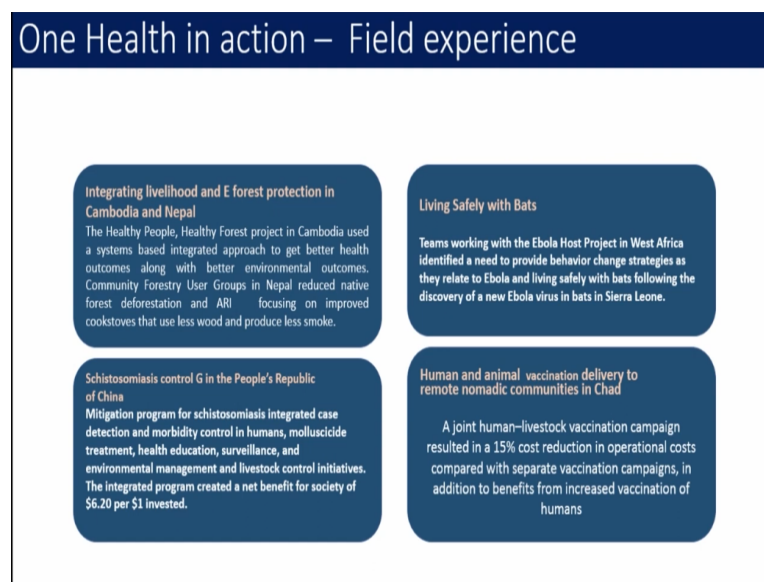 One Health in action – Field experience
Integrating livelihood and E forest protection in
Cambodia and Nepal
The Healthy People, Healthy Forest project in Cambodia used
a systems based integrated approach to get better health
outcomes along with better environmental outcomes.
Community Forestry User Groups in Nepal reduced native
forest deforestation and ARI focusing on improved
cookstoves that use less wood and produce less smoke.
Living Safely with Bats
Teams working with the Ebola Host Project in West Africa
identified a need to provide behavior change strategies as
they relate to Ebola and living safely with bats following the
discovery of a new Ebola virus in bats in Sierra Leone.
Schistosomiasis control G in the People's Republic
of China
Mitigation program for schistosomiasis integrated case
detection and morbidity control in humans, molluscicide
treatment, health education, surveillance, and
environmental management and livestock control initiatives.
The integrated program created a net benefit for society of
$6.20 per $1 invested.
Human and animal vaccination delivery to
remote nomadic communities in Chad
A joint human–livestock vaccination campaign
resulted in a 15% cost reduction in operational costs
compared with separate vaccination campaigns, in
addition to benefits from increased vaccination of
humans